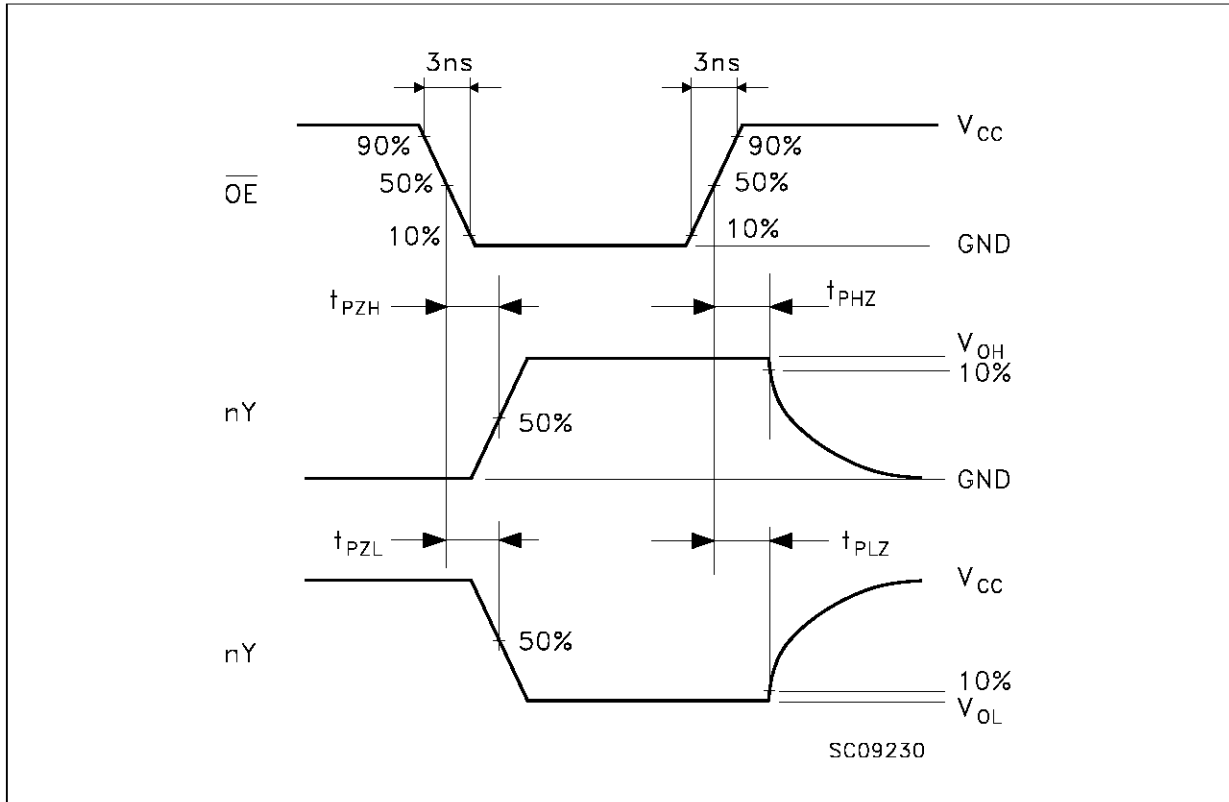 3ns 3ns
V_CC
90% 90%
O̅E̅ 50% 50%
10% 10%
GND
t_PZH t_PHZ
V_OH
10%
nY 50%
GND
t_PZL t_PLZ
V_CC
nY 50%
10%
V_OL
SC09230